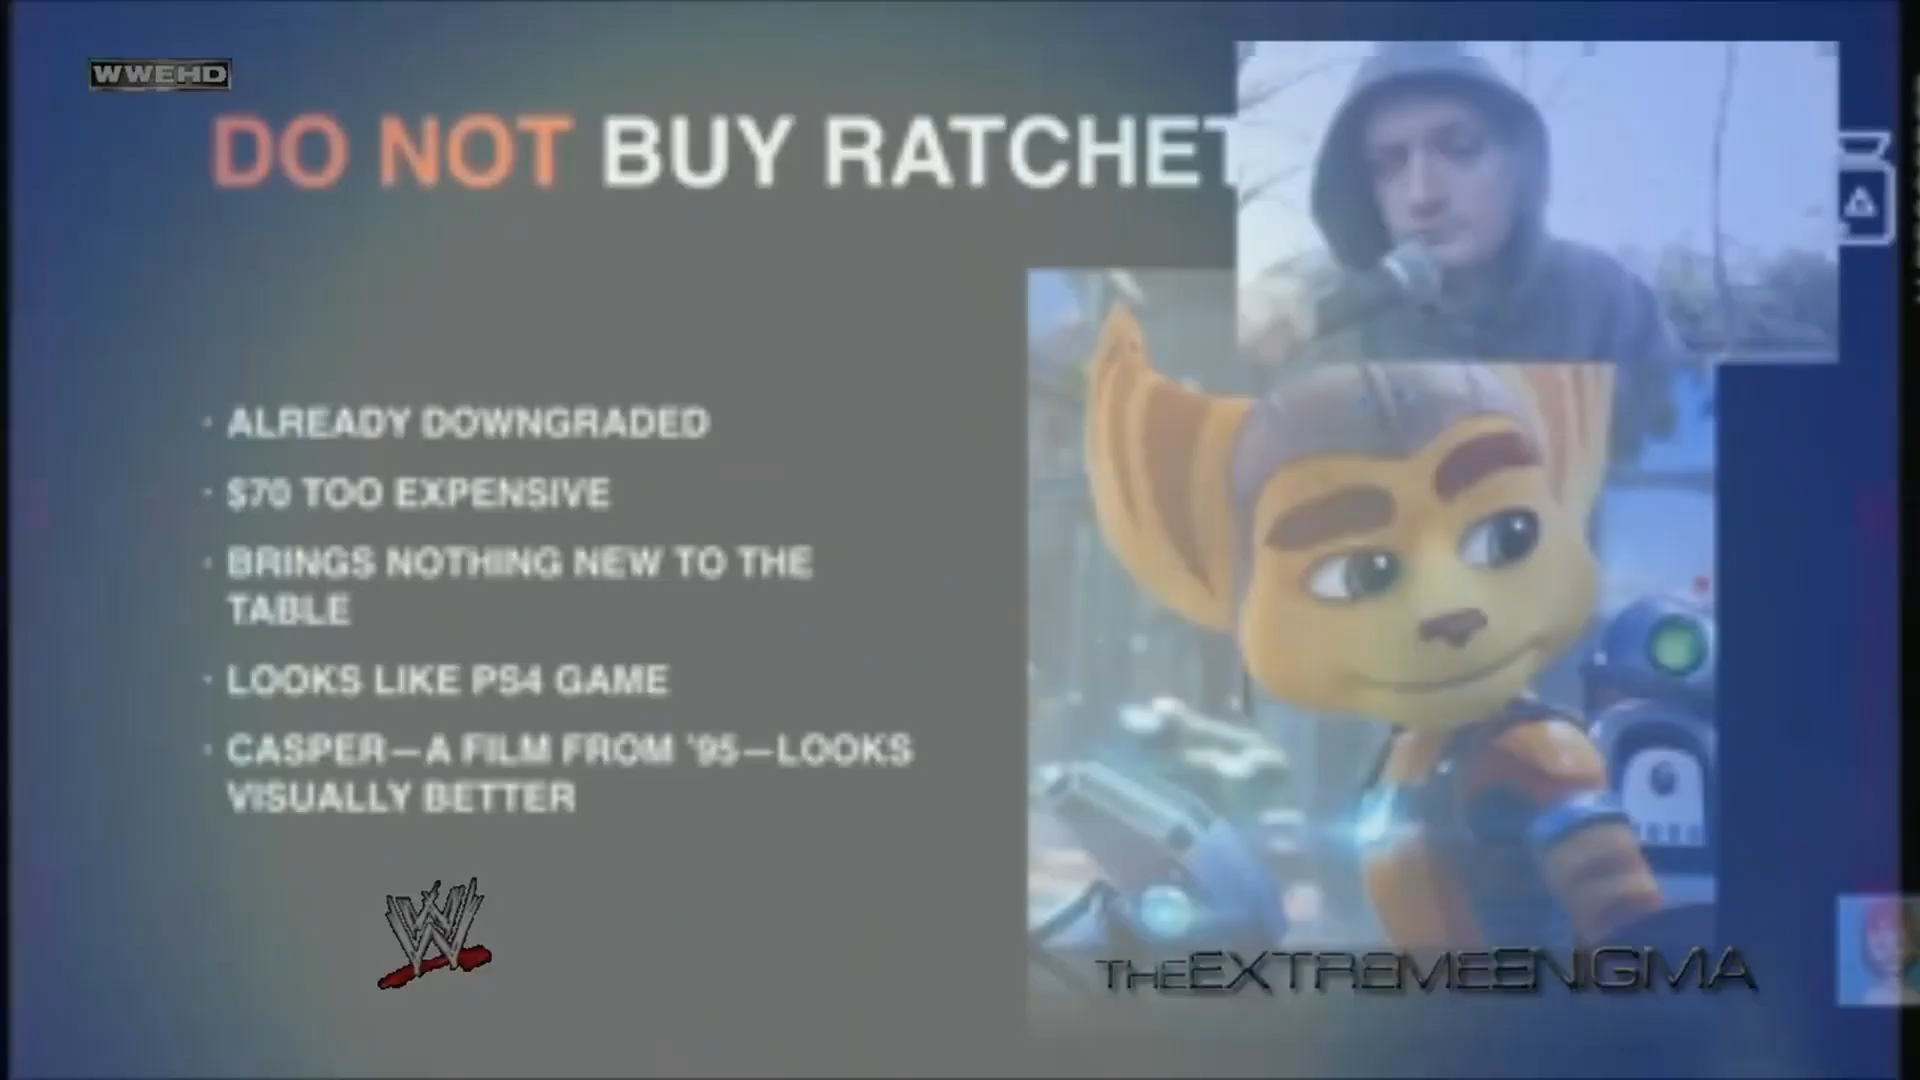 WWEHD
DO NOT BUY RATCHET
· ALREADY DOWNGRADED
· $70 TOO EXPENSIVE
· BRINGS NOTHING NEW TO THE
TABLE
· LOOKS LIKE PS4 GAME
· CASPER—A FILM FROM '95—LOOKS
VISUALLY BETTER
W
THEEXTREMEENIGMA